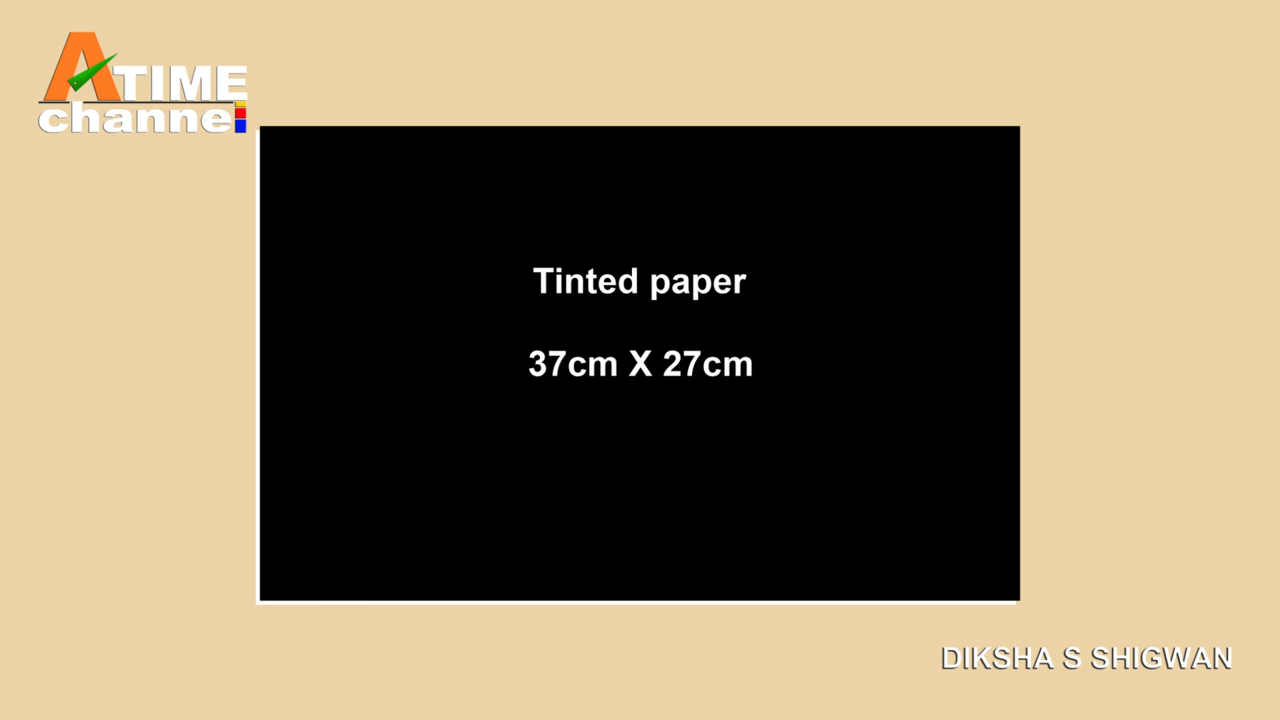 ATIME
channel
Tinted paper
37cm X 27cm
DIKSHA S SHIGWAN